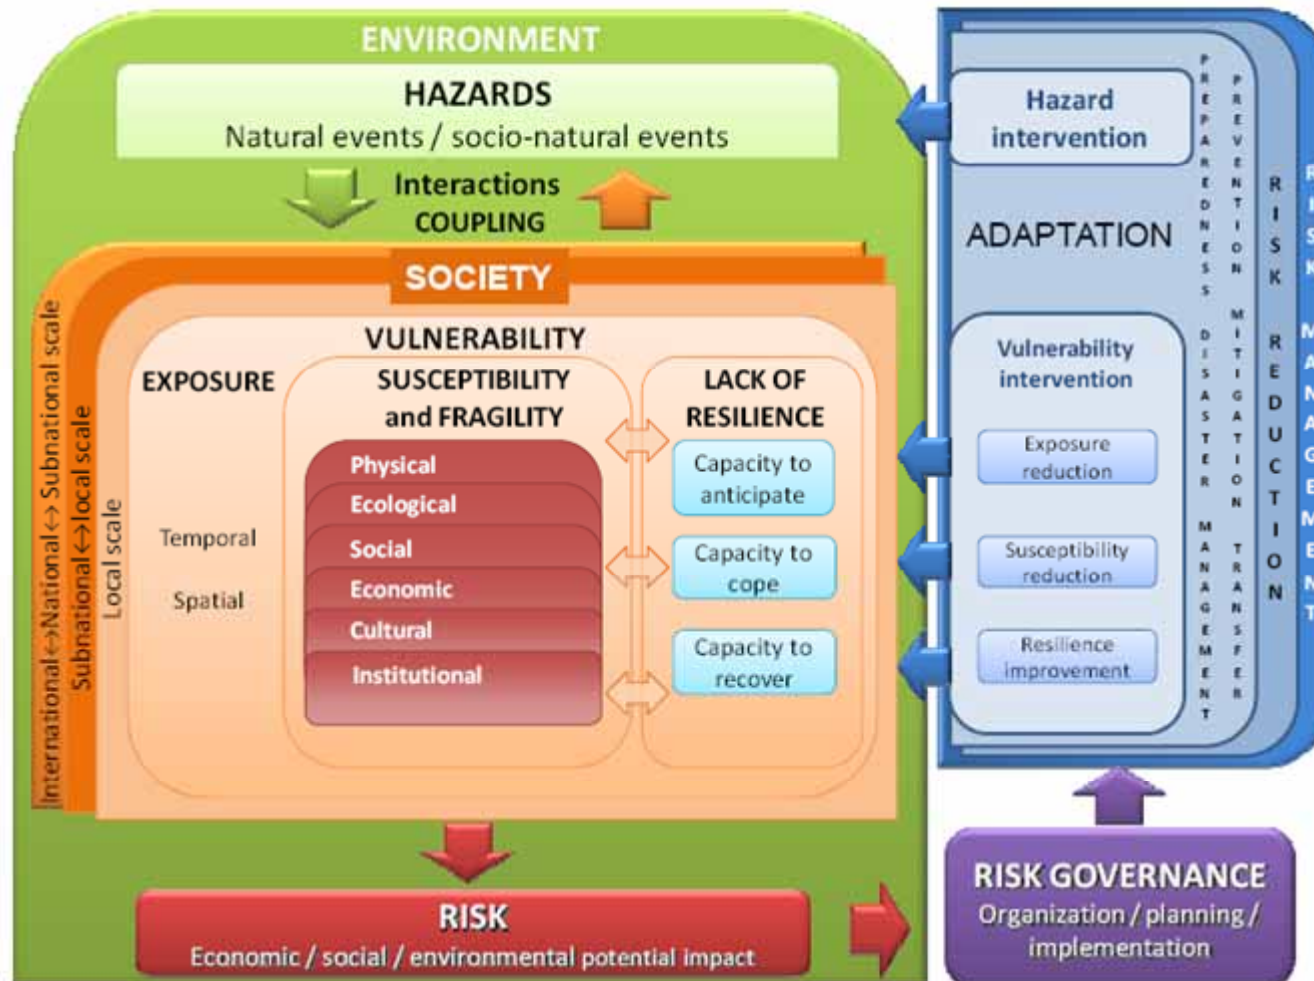 ENVIRONMENT
HAZARDS
Natural events / socio-natural events
Interactions
COUPLING
SOCIETY
International↔National↔ Subnational scale
Subnational↔local scale
Local scale
VULNERABILITY
EXPOSURE
Temporal
Spatial
SUSCEPTIBILITY
and FRAGILITY
Physical
Ecological
Social
Economic
Cultural
Institutional
LACK OF
RESILIENCE
Capacity to
anticipate
Capacity to
cope
Capacity to
recover
RISK
Economic / social / environmental potential impact
Hazard
intervention
ADAPTATION
Vulnerability
intervention
Exposure
reduction
Susceptibility
reduction
Resilience
improvement
PREPAREDNESS DISASTER MANAGEMENT
PREVENTION MITIGATION TRANSFER
RISK REDUCTION
RISK MANAGEMENT
RISK GOVERNANCE
Organization / planning /
implementation